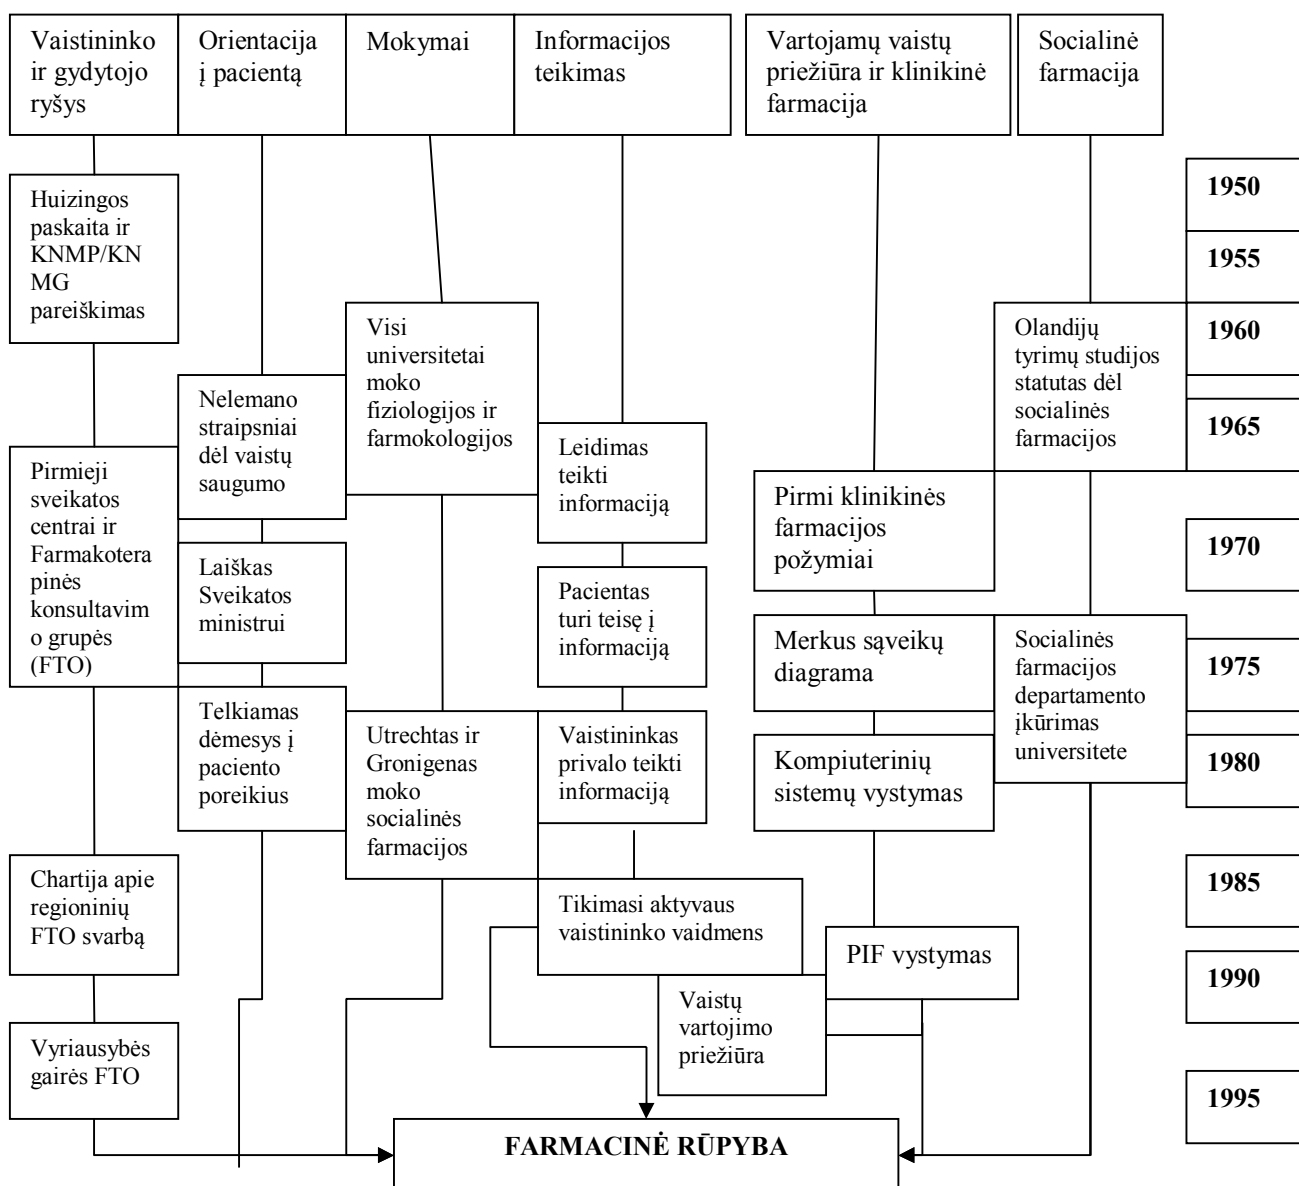 Vaistininko
ir gydytojo
ryšys
Orientacija
į pacientą
Mokymai
Informacijos
teikimas
Vartojamų vaistų
priežiūra ir klinikinė
farmacija
Socialinė
farmacija
Huizingos
paskaita ir
KNMP/KN
MG
pareiškimas
1950
1955
Visi
universitetai
moko
fiziologijos ir
farmokologijos
Olandijų
tyrimų studijos
statutas dėl
socialinės
farmacijos
1960
Nelemano
straipsniai
dėl vaistų
saugumo
1965
Leidimas
teikti
informaciją
Pirmieji
sveikatos
centrai ir
Farmakotera
pinės
konsultavim
o grupės
(FTO)
Pirmi klinikinės
farmacijos
požymiai
1970
Laiškas
Sveikatos
ministrui
Pacientas
turi teisę į
informaciją
Merkus sąveikų
diagrama
Socialinės
farmacijos
departamento
įkūrimas
universitete
1975
Telkiamas
dėmesys į
paciento
poreikius
Utrechtas ir
Gronigenas
moko
socialinės
farmacijos
Vaistininkas
privalo teikti
informaciją
Kompiuterinių
sistemų vystymas
1980
Chartija apie
regioninių
FTO svarbą
Tikimasi aktyvaus
vaistininko vaidmens
1985
PIF vystymas
1990
Vaistų
vartojimo
priežiūra
Vyriausybės
gairės FTO
1995
FARMACINĖ RŪPYBA